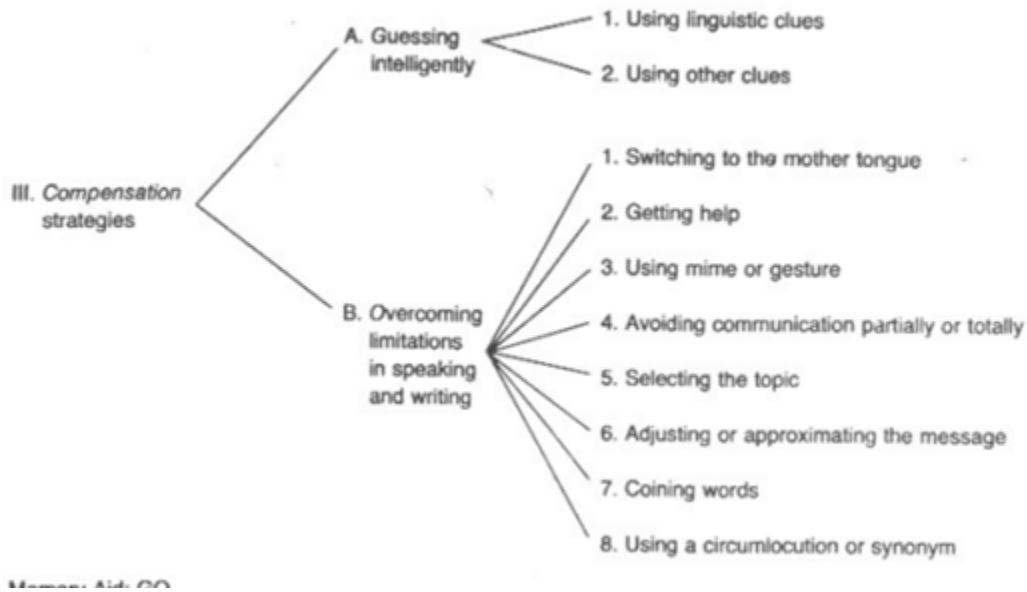 A. Guessing
intelligently
1. Using linguistic clues
2. Using other clues
III. Compensation
strategies
B. Overcoming
limitations
in speaking
and writing
1. Switching to the mother tongue
2. Getting help
3. Using mime or gesture
4. Avoiding communication partially or totally
5. Selecting the topic
6. Adjusting or approximating the message
7. Coining words
8. Using a circumlocution or synonym
Memory Aid: